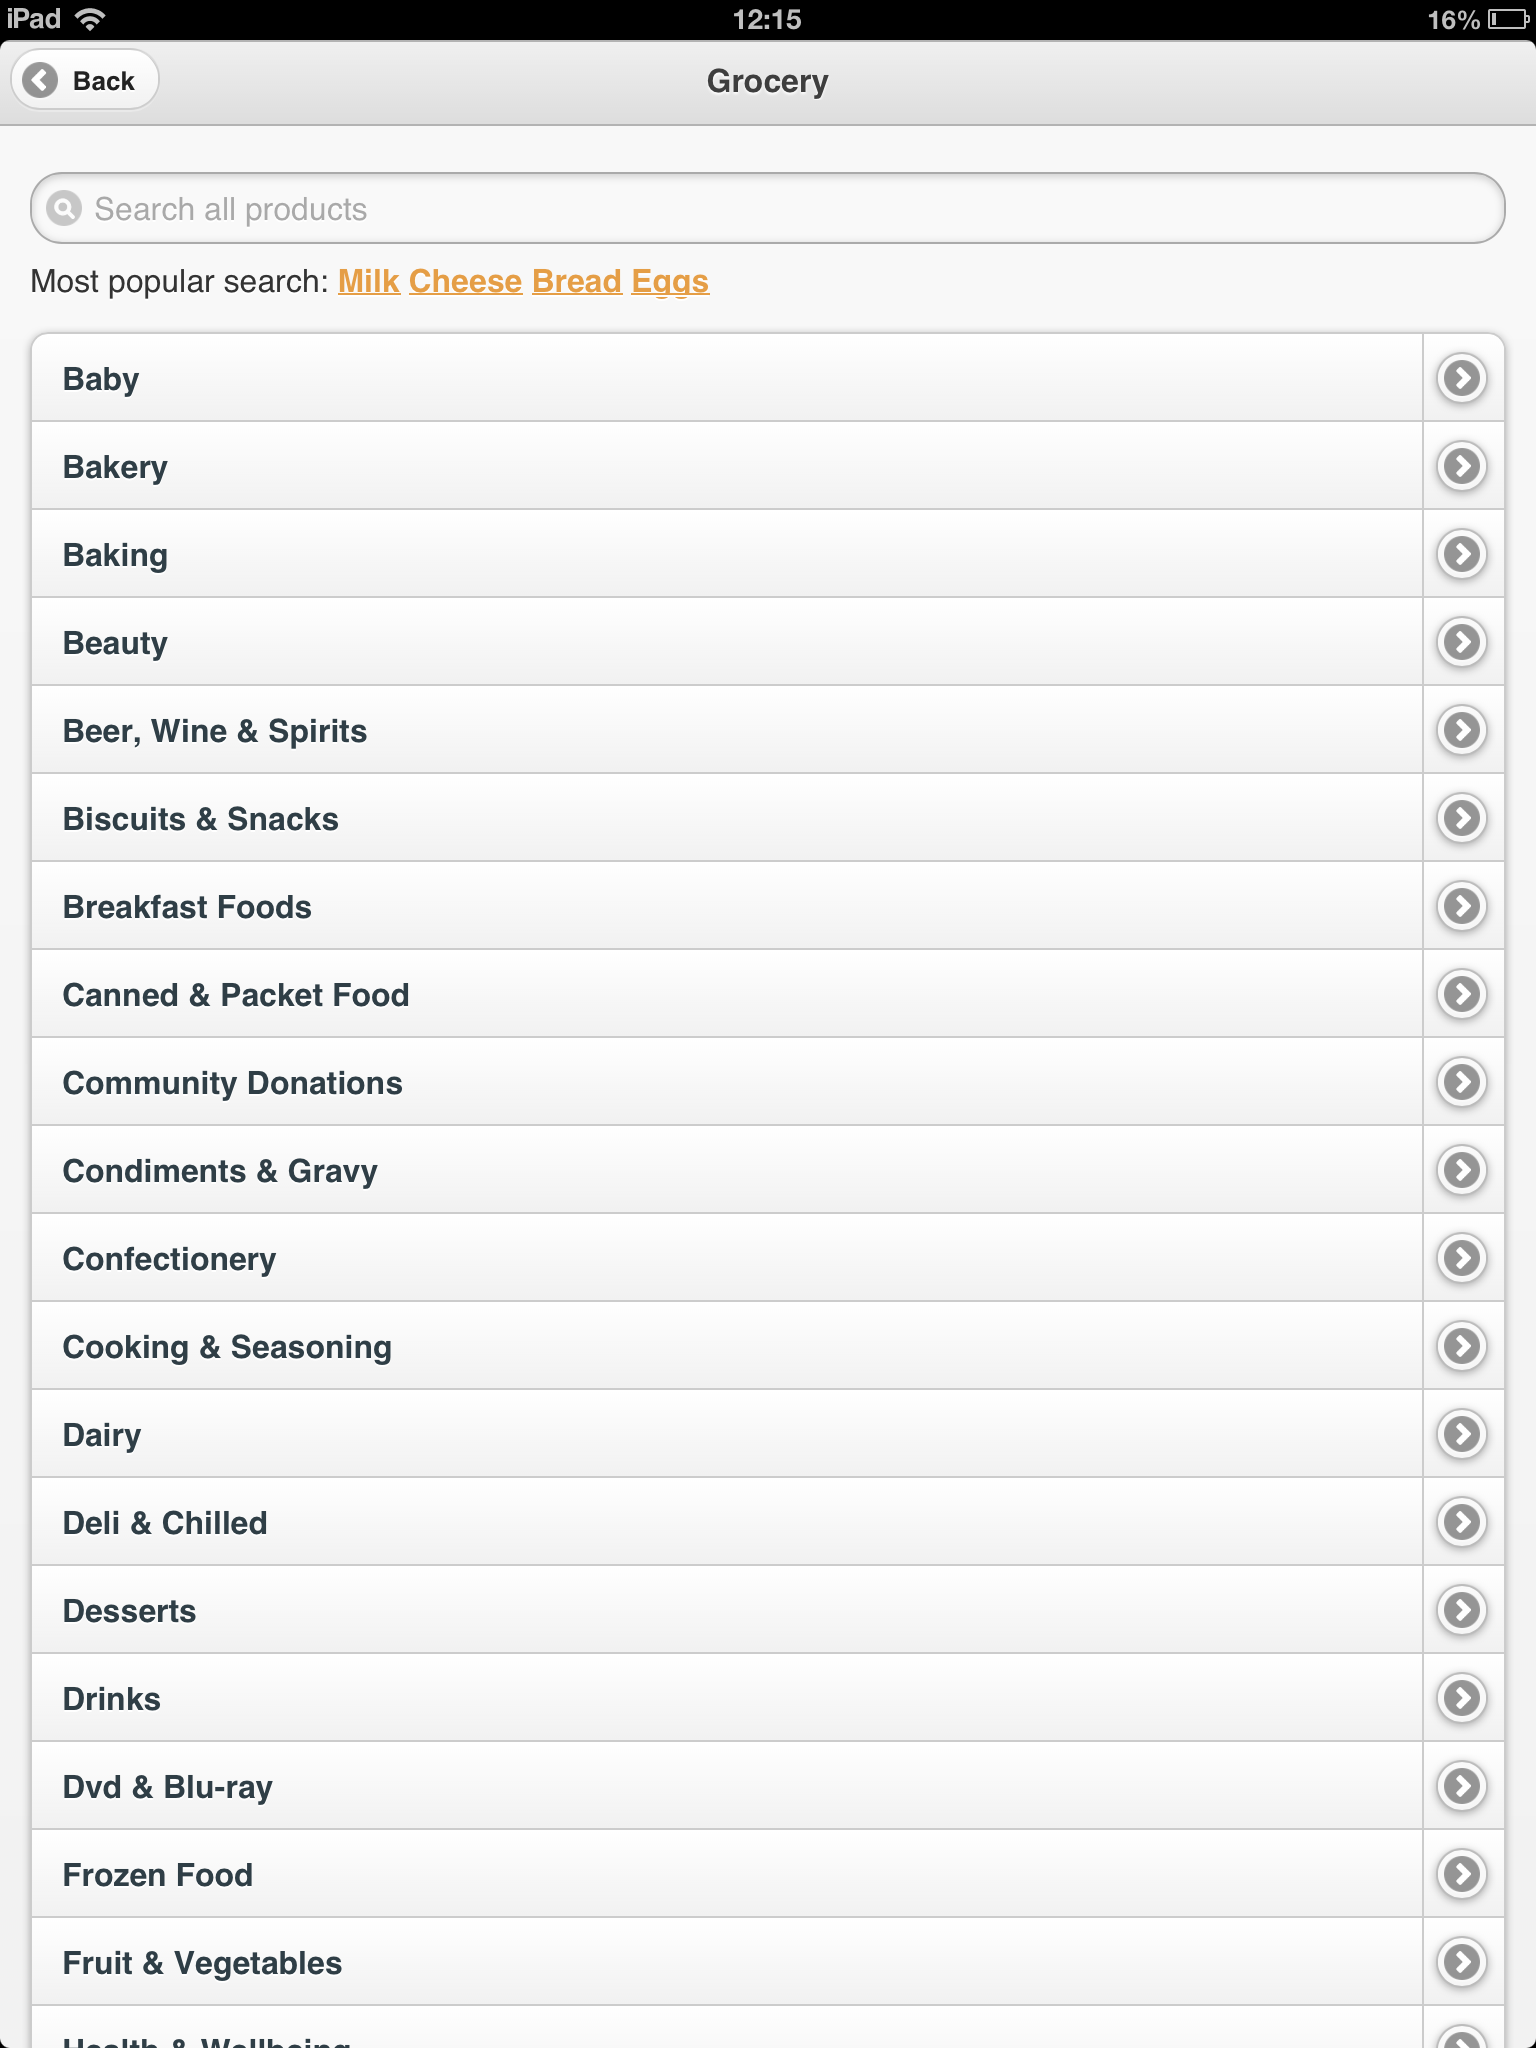 iPad 12:15 16%
Back Grocery
Search all products
Most popular search: Milk Cheese Bread Eggs
Baby
Bakery
Baking
Beauty
Beer, Wine & Spirits
Biscuits & Snacks
Breakfast Foods
Canned & Packet Food
Community Donations
Condiments & Gravy
Confectionery
Cooking & Seasoning
Dairy
Deli & Chilled
Desserts
Drinks
Dvd & Blu-ray
Frozen Food
Fruit & Vegetables
Health & Wellbeing